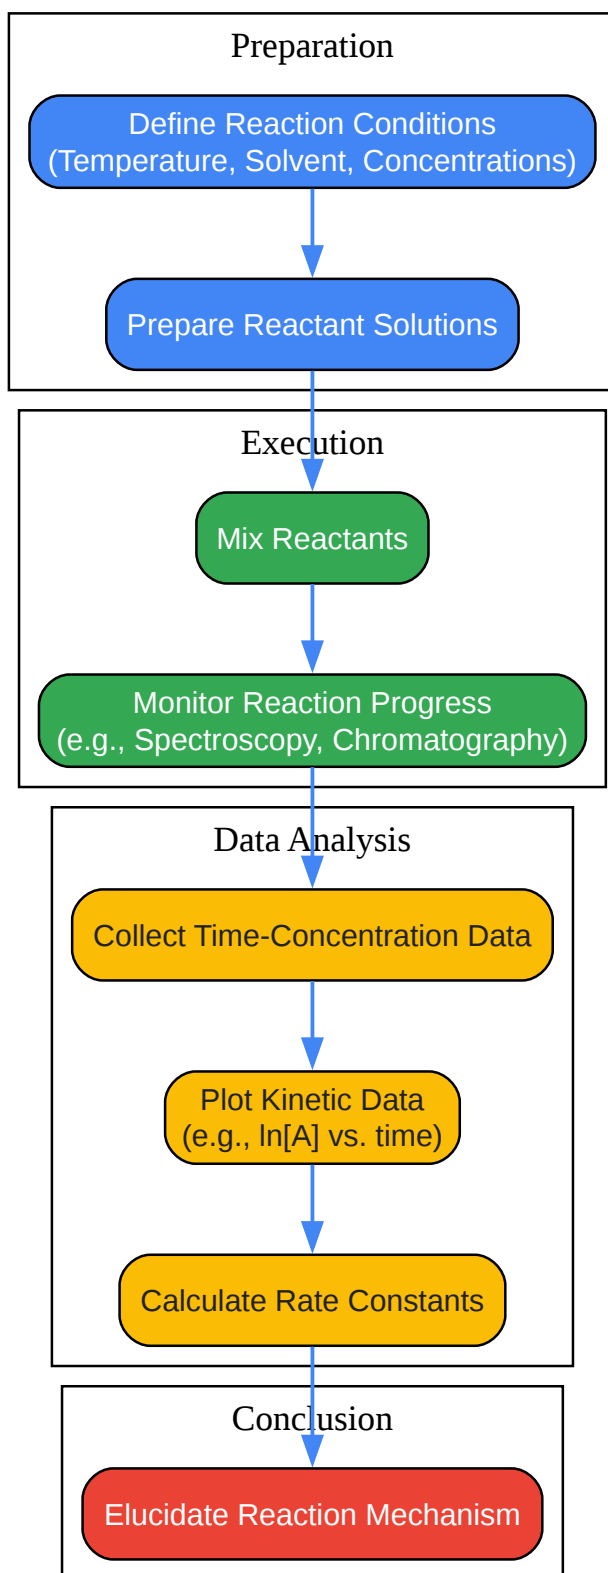 Preparation
Define Reaction Conditions
(Temperature, Solvent, Concentrations)
Prepare Reactant Solutions
Execution
Mix Reactants
Monitor Reaction Progress
(e.g., Spectroscopy, Chromatography)
Data Analysis
Collect Time-Concentration Data
Plot Kinetic Data
(e.g., ln[A] vs. time)
Calculate Rate Constants
Conclusion
Elucidate Reaction Mechanism